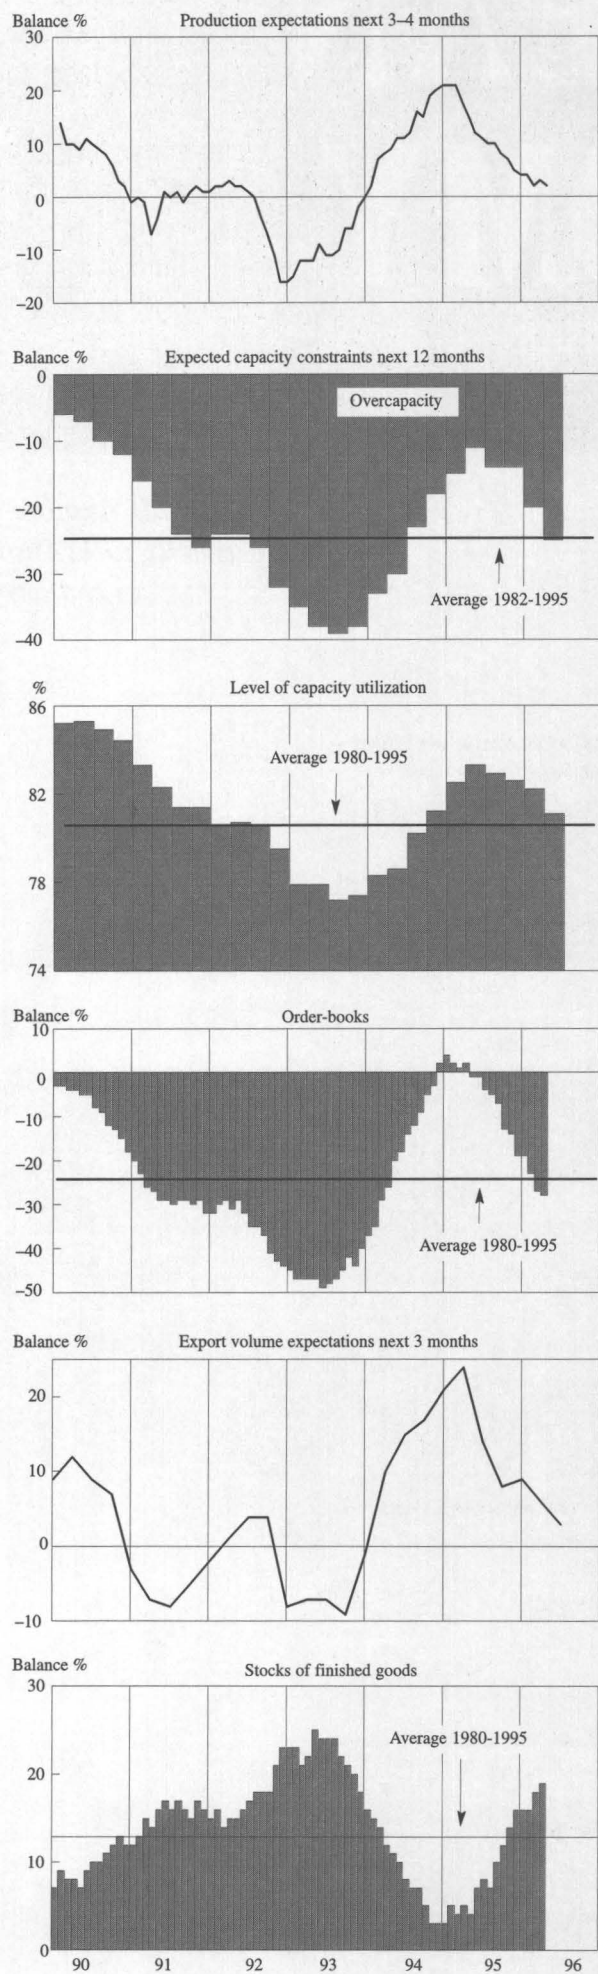 Balance % Production expectations next 3–4 months
30
20
10
0
−10
−20
Balance % Expected capacity constraints next 12 months
0
Overcapacity
−10
−20
−30
Average 1982-1995
−40
% Level of capacity utilization
86
Average 1980-1995
82
78
74
Balance % Order-books
10
0
−10
−20
−30
Average 1980-1995
−40
−50
Balance % Export volume expectations next 3 months
20
10
0
−10
Balance % Stocks of finished goods
30
Average 1980-1995
20
10
0
90 91 92 93 94 95 96